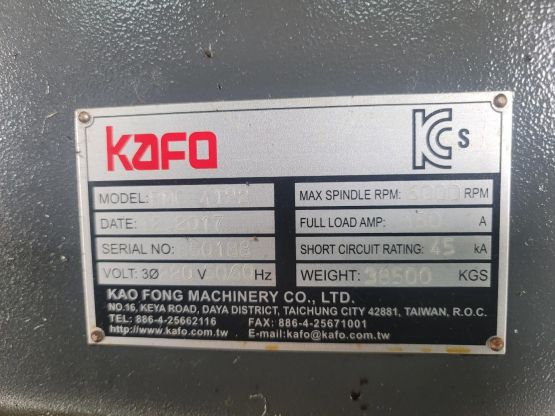 KAFO
KCs
MODEL:
DATE: 2017
SERIAL NO:
VOLT: 3Ø 220 V 60 Hz
MAX SPINDLE RPM: RPM
FULL LOAD AMP: A
SHORT CIRCUIT RATING: 45 kA
WEIGHT: 38500 KGS
KAO FONG MACHINERY CO., LTD.
NO.16, KEYA ROAD, DAYA DISTRICT, TAICHUNG CITY 42881, TAIWAN, R.O.C.
TEL: 886-4-25662116 FAX: 886-4-25671001
http://www.kafo.com.tw E-mail:kafo@kafo.com.tw